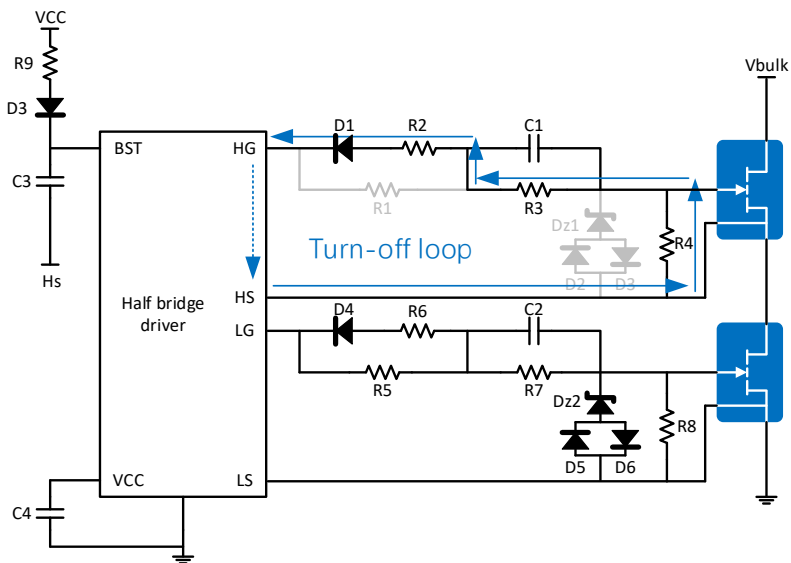 VCC
R9
D3
C3
Hs
BST
HG
D1
R2
C1
Vbulk
R1
R3
Dz1
D2
D3
R4
Turn-off loop
HS
Half bridge
driver
LG
D4
R6
C2
R5
R7
Dz2
D5
D6
R8
VCC
LS
C4